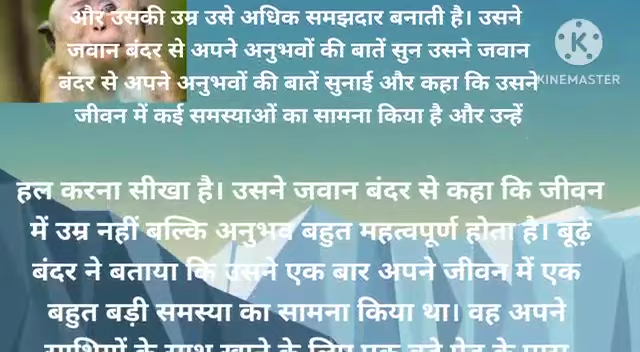 और उसकी उम्र उसे अधिक समझदार बनाती है। उसने
जवान बंदर से अपने अनुभवों की बातें सुन उसने जवान
बंदर से अपने अनुभवों की बातें सुनाई और कहा कि उसने
जीवन में कई समस्याओं का सामना किया है और उन्हें
KINEMASTER
हल करना सीखा है। उसने जवान बंदर से कहा कि जीवन
में उम्र नहीं बल्कि अनुभव बहुत महत्वपूर्ण होता है। बूढ़े
बंदर ने बताया कि उसने एक बार अपने जीवन में एक
बहुत बड़ी समस्या का सामना किया था। वह अपने